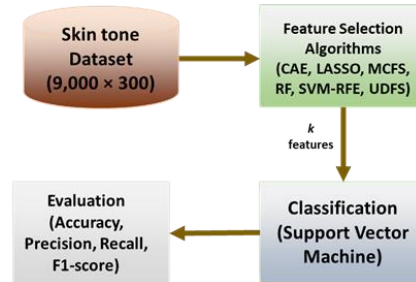 Skin tone
Dataset
(9,000 × 300)
Feature Selection
Algorithms
(CAE, LASSO, MCFS,
RF, SVM-RFE, UDFS)
k
features
Classification
(Support Vector
Machine)
Evaluation
(Accuracy,
Precision, Recall,
F1-score)